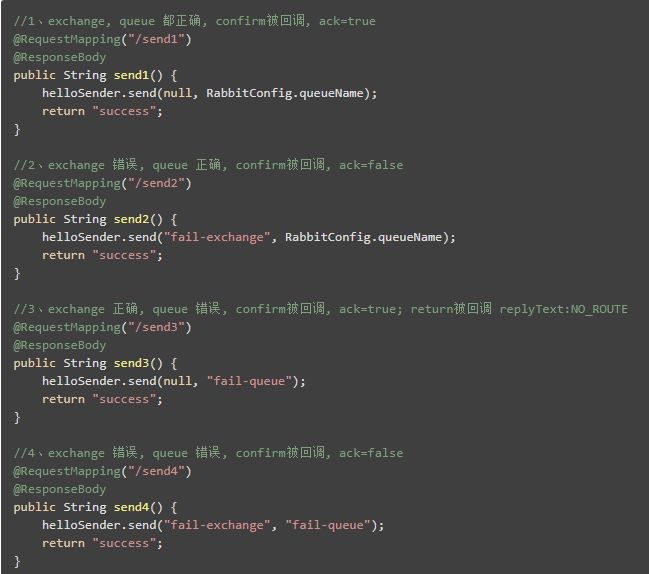 //1、exchange, queue 都正确, confirm被回调, ack=true
@RequestMapping("/send1")
@ResponseBody
public String send1() {
    helloSender.send(null, RabbitConfig.queueName);
    return "success";
}
//2、exchange 错误, queue 正确, confirm被回调, ack=false
@RequestMapping("/send2")
@ResponseBody
public String send2() {
    helloSender.send("fail-exchange", RabbitConfig.queueName);
    return "success";
}
//3、exchange 正确, queue 错误, confirm被回调, ack=true; return被回调 replyText:NO_ROUTE
@RequestMapping("/send3")
@ResponseBody
public String send3() {
    helloSender.send(null, "fail-queue");
    return "success";
}
//4、exchange 错误, queue 错误, confirm被回调, ack=false
@RequestMapping("/send4")
@ResponseBody
public String send4() {
    helloSender.send("fail-exchange", "fail-queue");
    return "success";
}